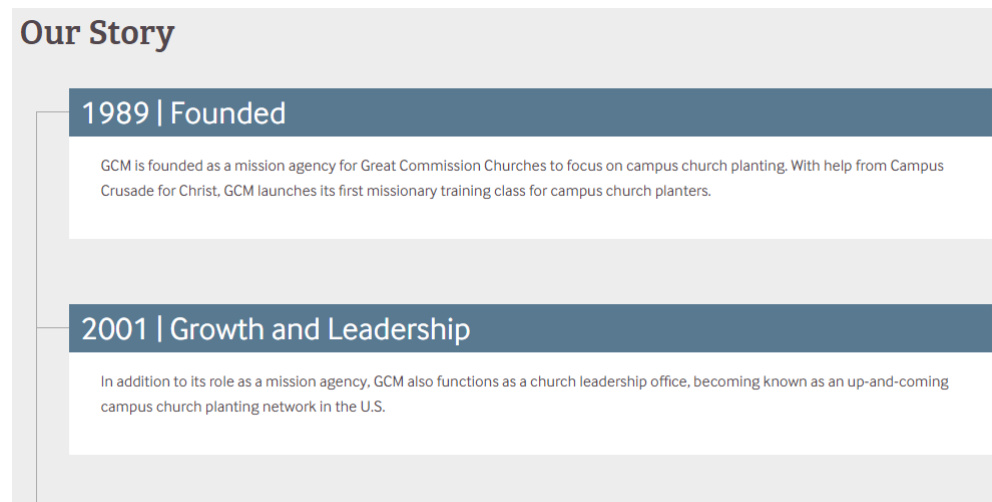 Our Story
1989 | Founded
GCM is founded as a mission agency for Great Commission Churches to focus on campus church planting. With help from Campus
Crusade for Christ, GCM launches its first missionary training class for campus church planters.
2001 | Growth and Leadership
In addition to its role as a mission agency, GCM also functions as a church leadership office, becoming known as an up-and-coming
campus church planting network in the U.S.